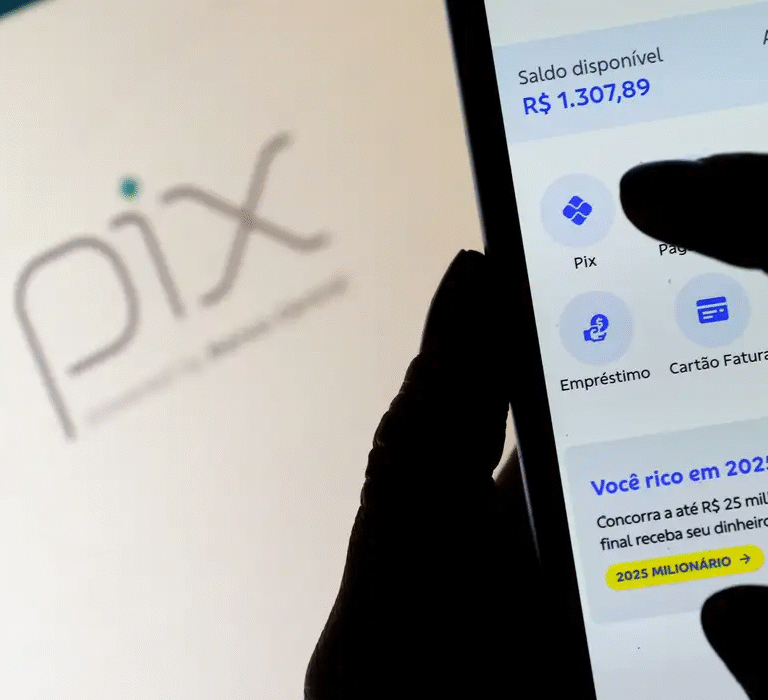 pix
Saldo disponível
R$ 1.307,89
Pix
Empréstimo
Cartão Fatura
Você rico em 2025
Concorra a até R$ 25 mil
final receba seu dinheiro
2025 MILIONÁRIO →